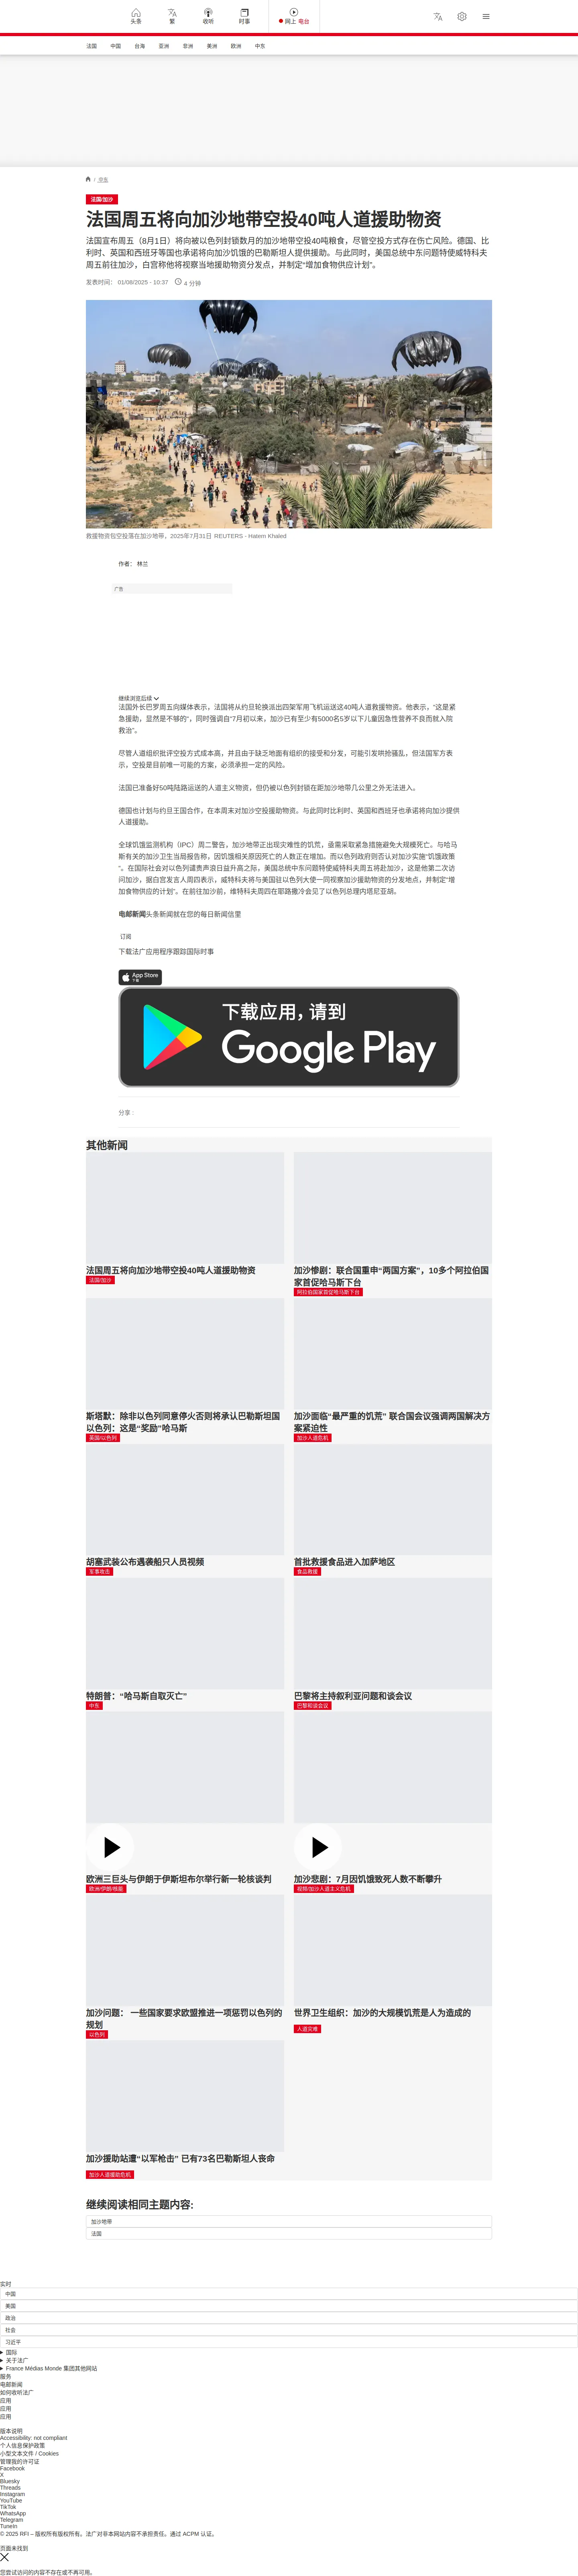 头条
繁
收听
时事
网上 电台
法国
中国
台海
亚洲
非洲
美洲
欧洲
中东
/ 中东
法国/加沙
法国周五将向加沙地带空投40吨人道援助物资
法国宣布周五（8月1日）将向被以色列封锁数月的加沙地带空投40吨粮食，尽管空投方式存在伤亡风险。德国、比
利时、英国和西班牙等国也承诺将向加沙饥饿的巴勒斯坦人提供援助。与此同时，美国总统中东问题特使威特科夫
周五前往加沙，白宫称他将视察当地援助物资分发点，并制定“增加食物供应计划”。
发表时间： 01/08/2025 - 10:37
4 分钟
救援物资包空投落在加沙地带，2025年7月31日 REUTERS - Hatem Khaled
作者： 林兰
广告
继续浏览后续
法国外长巴罗周五向媒体表示，法国将从约旦轮换派出四架军用飞机运送这40吨人道救援物资。他表示，“这是紧
急援助，显然是不够的”，同时强调自“7月初以来，加沙已有至少有5000名5岁以下儿童因急性营养不良而就入院
救治”。
尽管人道组织批评空投方式成本高，并且由于缺乏地面有组织的接受和分发，可能引发哄抢骚乱，但法国军方表
示，空投是目前唯一可能的方案，必须承担一定的风险。
法国已准备好50吨陆路运送的人道主义物资，但仍被以色列封锁在距加沙地带几公里之外无法进入。
德国也计划与约旦王国合作，在本周末对加沙空投援助物资。与此同时比利时、英国和西班牙也承诺将向加沙提供
人道援助。
全球饥饿监测机构（IPC）周二警告，加沙地带正出现灾难性的饥荒，亟需采取紧急措施避免大规模死亡。与哈马
斯有关的加沙卫生当局报告称，因饥饿相关原因死亡的人数正在增加。而以色列政府则否认对加沙实施“饥饿政策
”。在国际社会对以色列谴责声浪日益升高之际，美国总统中东问题特使威特科夫周五将赴加沙，这是他第二次访
问加沙，据白宫发言人周四表示，威特科夫将与美国驻以色列大使一同视察加沙援助物资的分发地点，并制定“增
加食物供应的计划”。在前往加沙前，维特科夫周四在耶路撒冷会见了以色列总理内塔尼亚胡。
电邮新闻头条新闻就在您的每日新闻信里
订阅
下载法广应用程序跟踪国际时事
App Store
下载
下载应用，请到
Google Play
分享 :
其他新闻
法国周五将向加沙地带空投40吨人道援助物资
法国/加沙
加沙惨剧：联合国重申“两国方案”，10多个阿拉伯国
家首促哈马斯下台
阿拉伯国家首促哈马斯下台
斯塔默：除非以色列同意停火否则将承认巴勒斯坦国
以色列：这是“奖励”哈马斯
英国/以色列
加沙面临“最严重的饥荒” 联合国会议强调两国解决方
案紧迫性
加沙人道危机
胡塞武装公布遇袭船只人员视频
军事攻击
首批救援食品进入加萨地区
食品救援
特朗普：“哈马斯自取灭亡”
中东
巴黎将主持叙利亚问题和谈会议
巴黎和谈会议
欧洲三巨头与伊朗于伊斯坦布尔举行新一轮核谈判
欧洲/伊朗/核能
加沙悲剧：7月因饥饿致死人数不断攀升
视频/加沙人道主义危机
加沙问题： 一些国家要求欧盟推进一项惩罚以色列的
规划
以色列
世界卫生组织：加沙的大规模饥荒是人为造成的
人道灾难
加沙援助站遭“以军枪击” 已有73名巴勒斯坦人丧命
加沙人道援助危机
继续阅读相同主题内容:
加沙地带
法国
实时
中国
美国
政治
社会
习近平
国际
关于法广
France Médias Monde 集团其他网站
服务
电邮新闻
如何收听法广
应用
应用
应用
版本说明
Accessibility: not compliant
个人信息保护政策
小型文本文件 / Cookies
管理我的许可证
Facebook
X
Bluesky
Threads
Instagram
YouTube
TikTok
WhatsApp
Telegram
TuneIn
© 2025 RFI – 版权所有版权所有。法广对非本网站内容不承担责任。通过 ACPM 认证。
页面未找到
您尝试访问的内容不存在或不再可用。